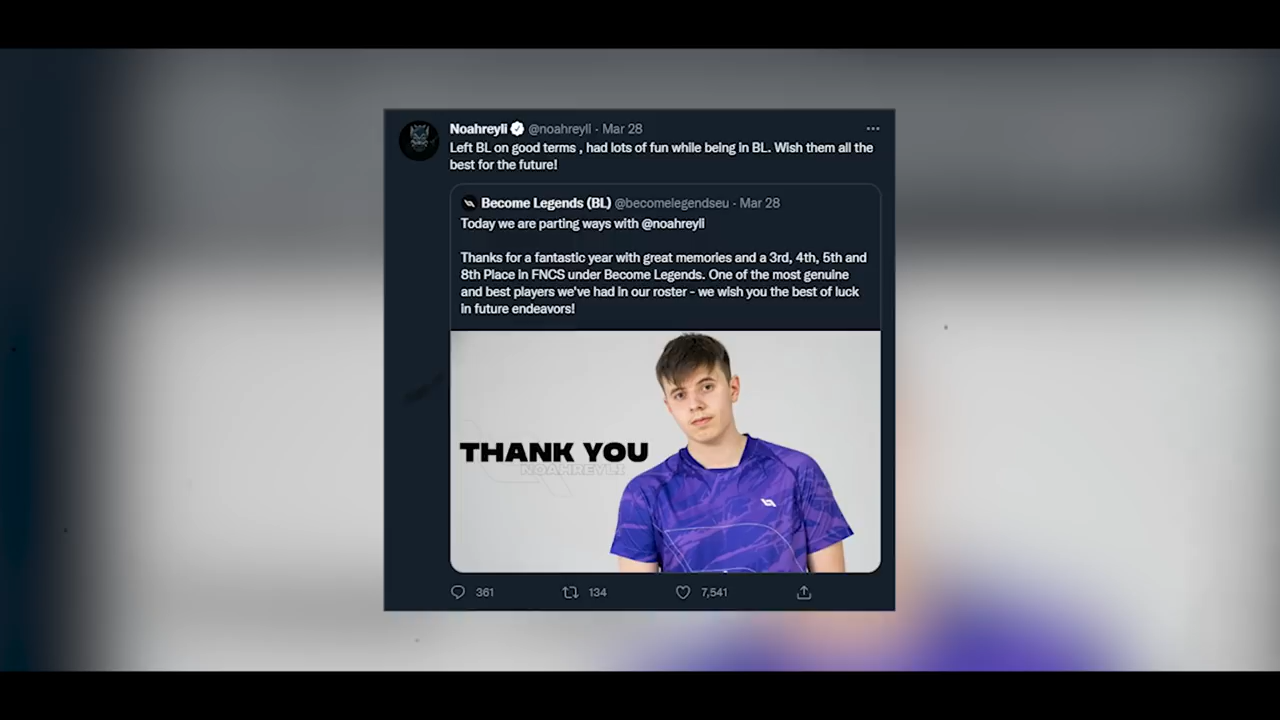 Noahreyli @noahreyli · Mar 28
Left BL on good terms , had lots of fun while being in BL. Wish them all the
best for the future!
Become Legends (BL) @becomelegendseu · Mar 28
Today we are parting ways with @noahreyli
Thanks for a fantastic year with great memories and a 3rd, 4th, 5th and
8th Place in FNCS under Become Legends. One of the most genuine
and best players we've had in our roster - we wish you the best of luck
in future endeavors!
THANK YOU
NOAHREYLI
361 134 7,541